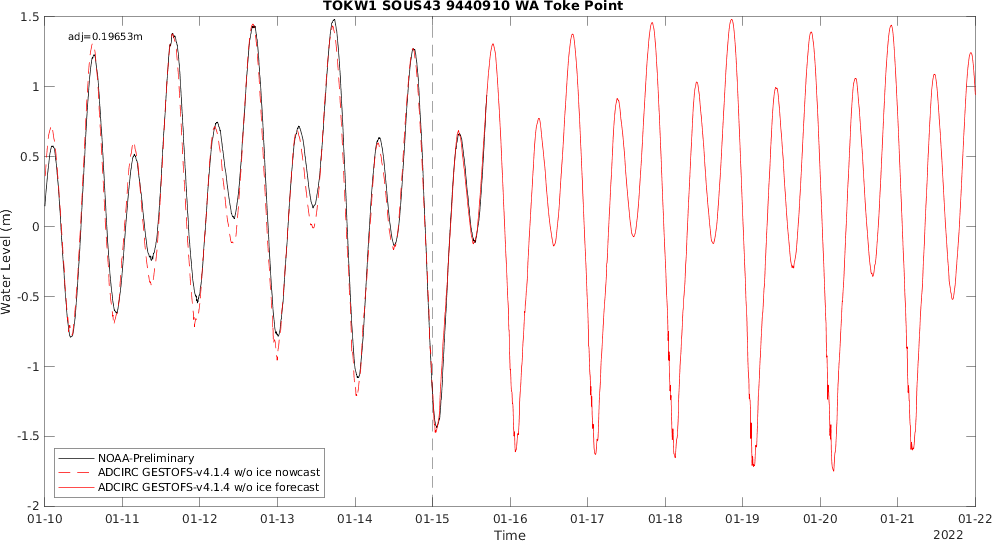 TOKW1 SOUS43 9440910 WA Toke Point
adj=0.19653m
1.5
1
0.5
0
-0.5
-1
-1.5
-2
Water Level (m)
NOAA-Preliminary
ADCIRC GESTOFS-v4.1.4 w/o ice nowcast
ADCIRC GESTOFS-v4.1.4 w/o ice forecast
01-10 01-11 01-12 01-13 01-14 01-15 01-16 01-17 01-18 01-19 01-20 01-21 01-22
Time
2022